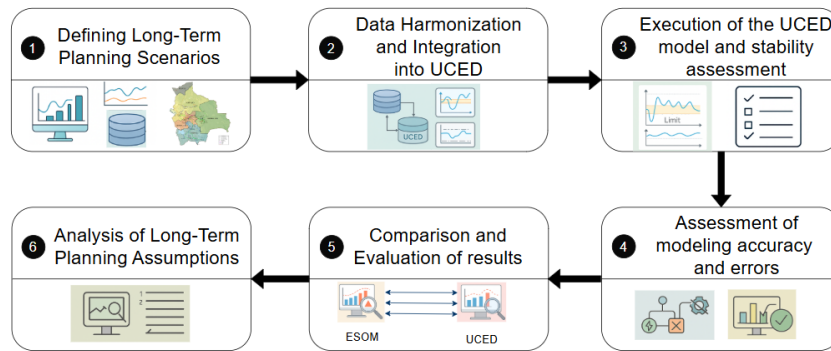 1
Defining Long-Term
Planning Scenarios
2
Data Harmonization
and Integration
into UCED
UCED
3
Execution of the UCED
model and stability
assessment
Limit
4
Assessment of
modeling accuracy
and errors
5
Comparison and
Evaluation of results
ESOM
UCED
6
Analysis of Long-Term
Planning Assumptions
1
2